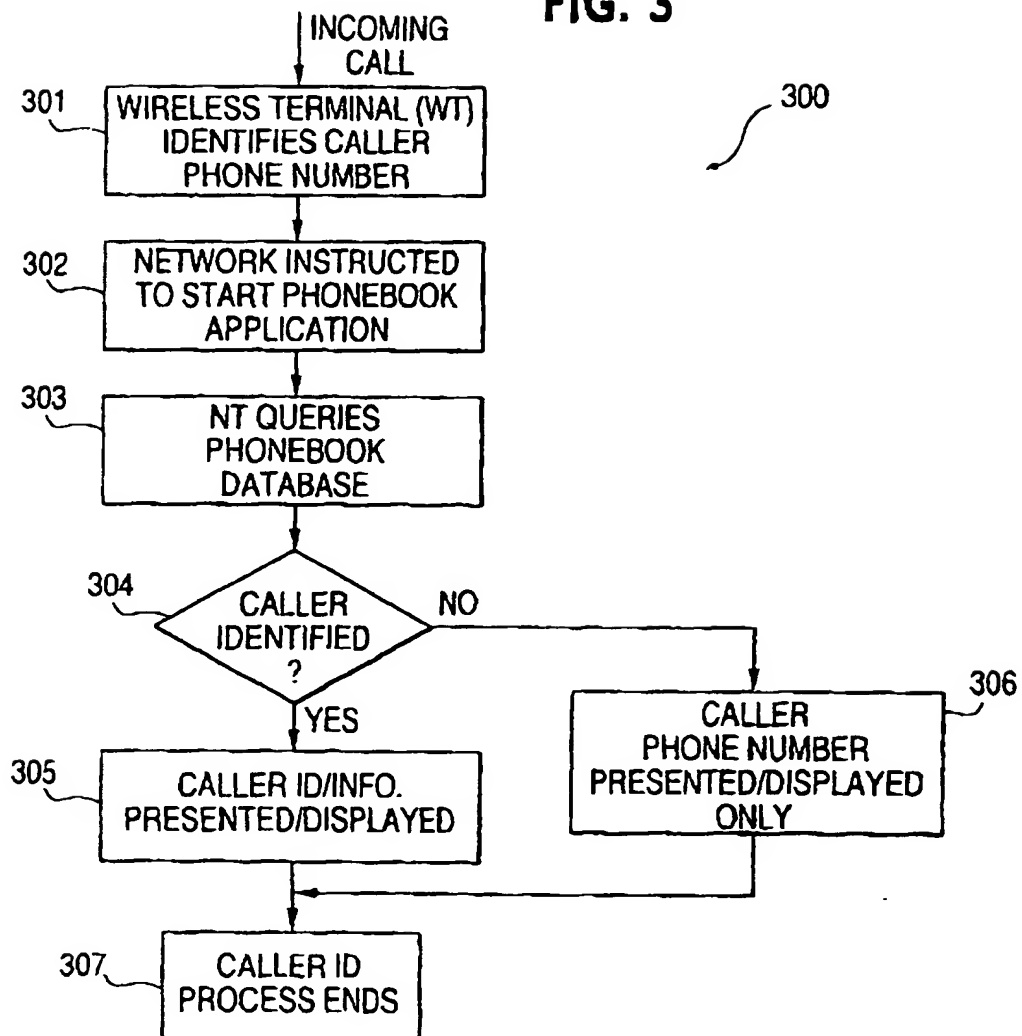 FIG. 3
INCOMING
CALL
300
301
WIRELESS TERMINAL (WT)
IDENTIFIES CALLER
PHONE NUMBER
302
NETWORK INSTRUCTED
TO START PHONEBOOK
APPLICATION
303
NT QUERIES
PHONEBOOK
DATABASE
304
CALLER
IDENTIFIED
?
NO
YES
305
CALLER ID/INFO.
PRESENTED/DISPLAYED
306
CALLER
PHONE NUMBER
PRESENTED/DISPLAYED
ONLY
307
CALLER ID
PROCESS ENDS